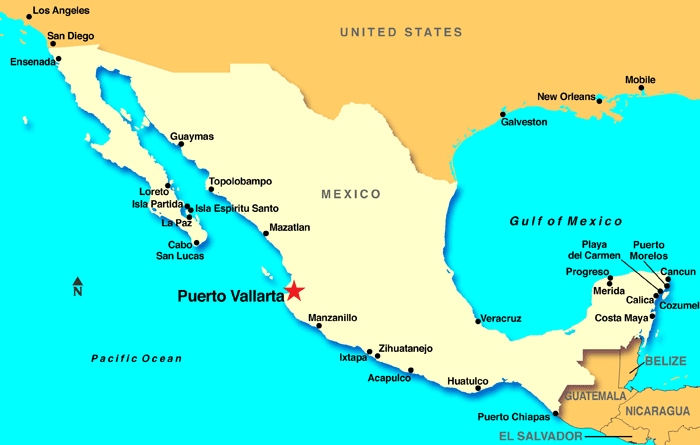 Los Angeles
UNITED STATES
San Diego
Ensenada
Mobile
New Orleans
Galveston
Guaymas
Topolobampo
Loreto
MEXICO
Isla Partida
Isla Espiritu Santo
La Paz
Gulf of Mexico
Mazatlan
Cabo
San Lucas
Playa
del Carmen
Puerto
Morelos
Progreso
Cancun
Merida
N
Puerto Vallarta
Calica
Cozumel
Manzanillo
Veracruz
Costa Maya
Pacific Ocean
Zihuatanejo
Ixtapa
BELIZE
Acapulco
Huatulco
GUATEMALA
Puerto Chiapas
NICARAGUA
EL SALVADOR